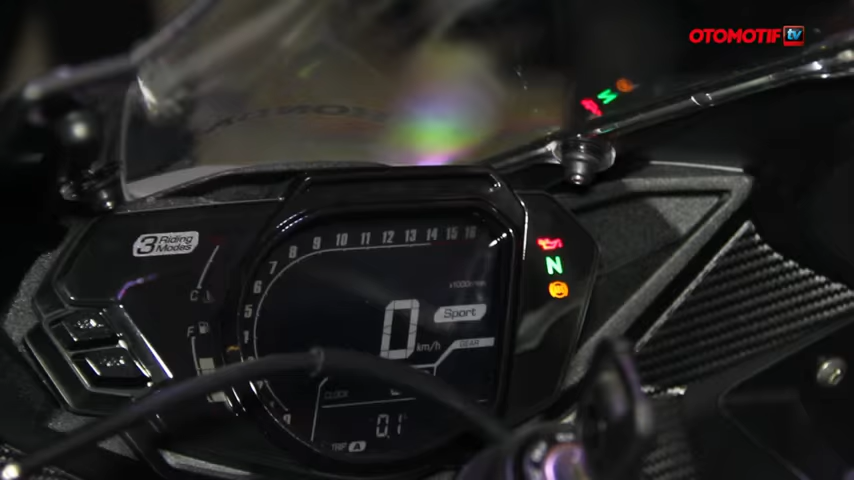 OTOMOTIF tv
HONDA
3 Riding Modes
5 6 7 8 9 10 11 12 13 14 15 16
x1000r/min
C
N
F
Sport
0 km/h
GEAR
CLOCK
0.1
TRIP A